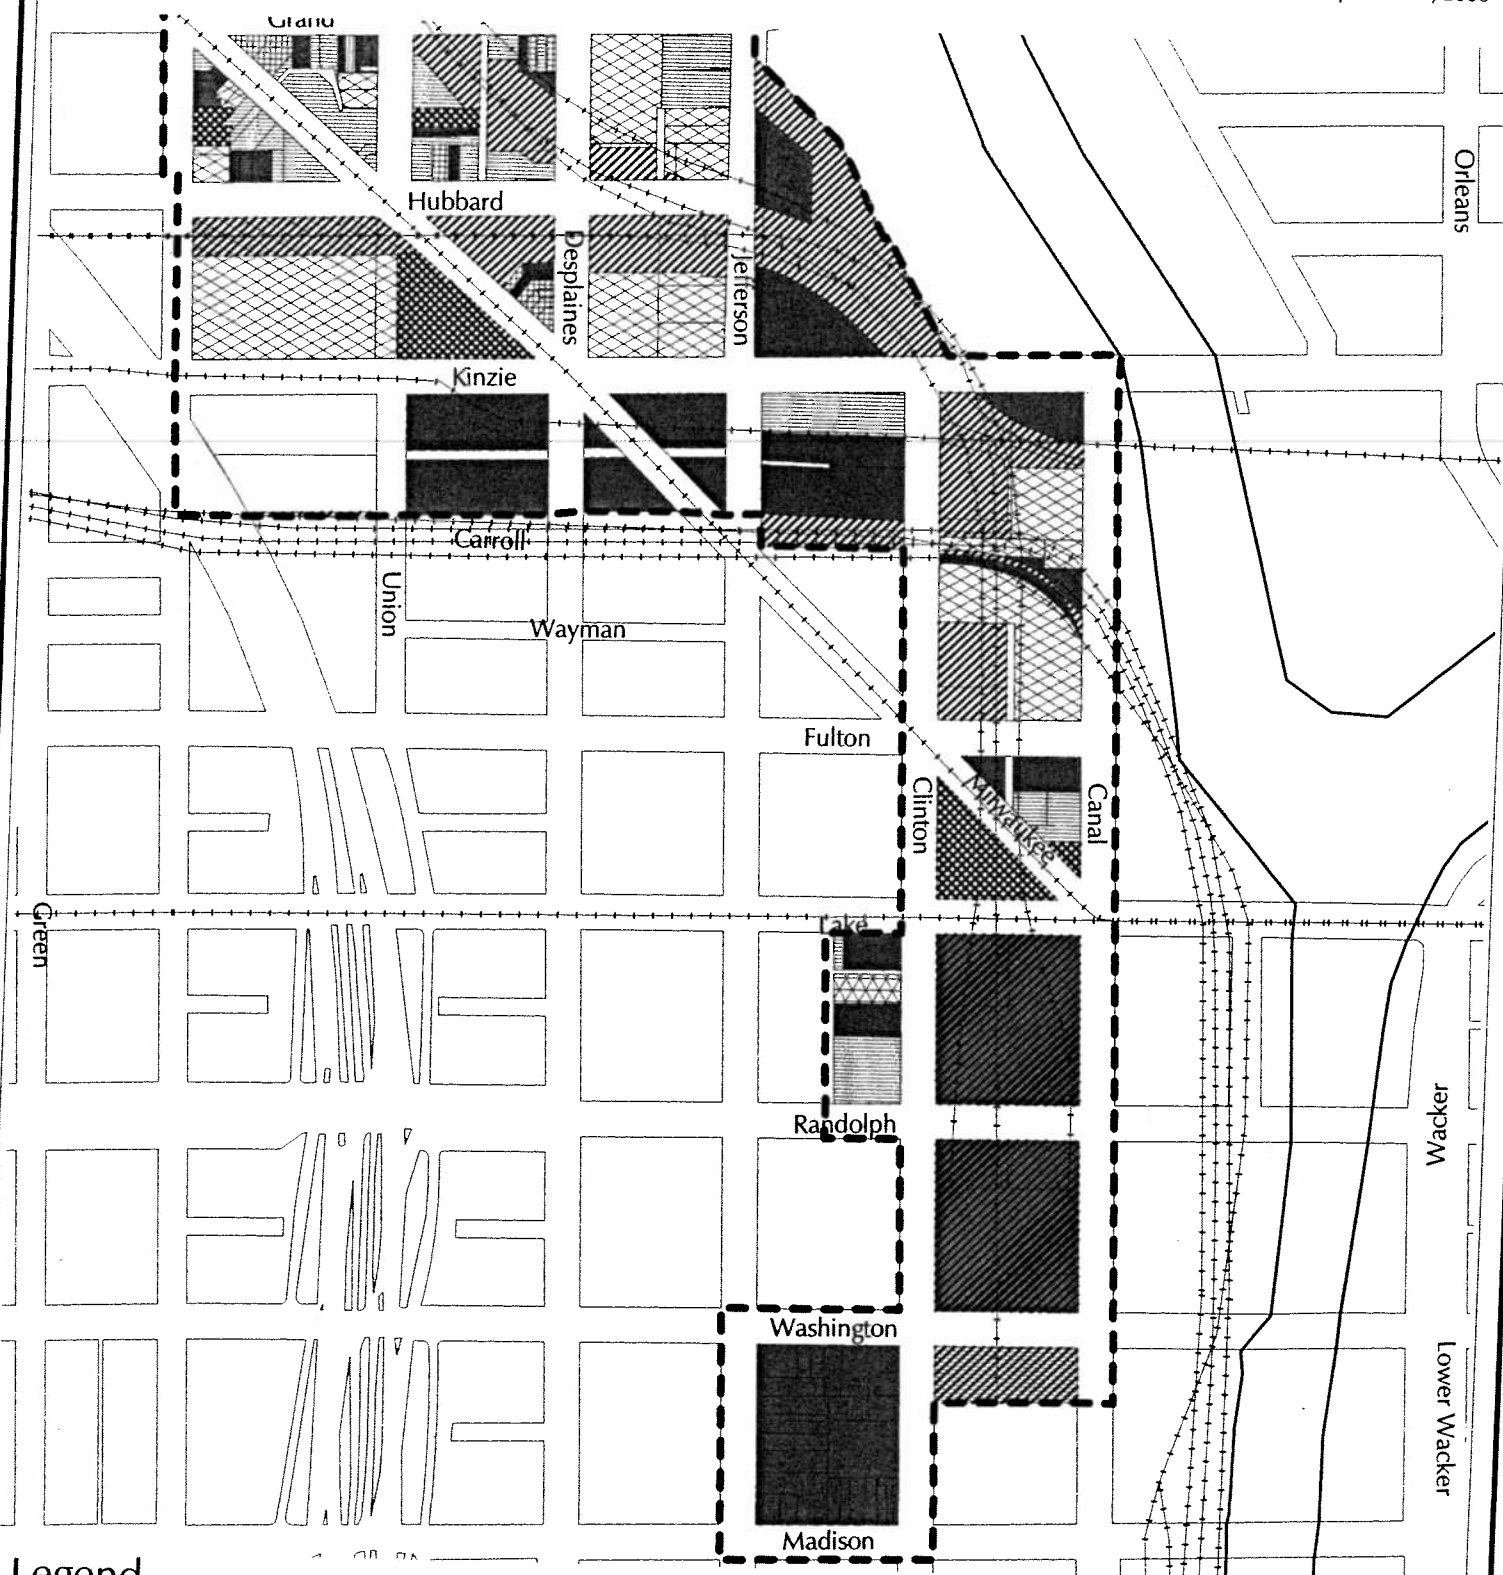 Grand
Orleans
Hubbard
Desplaines
Jefferson
Kinzie
Carroll
Union
Wayman
Fulton
Milwaukee
Clinton
Canal
Green
Lake
Randolph
Wacker
Washington
Lower Wacker
Madison
Legend